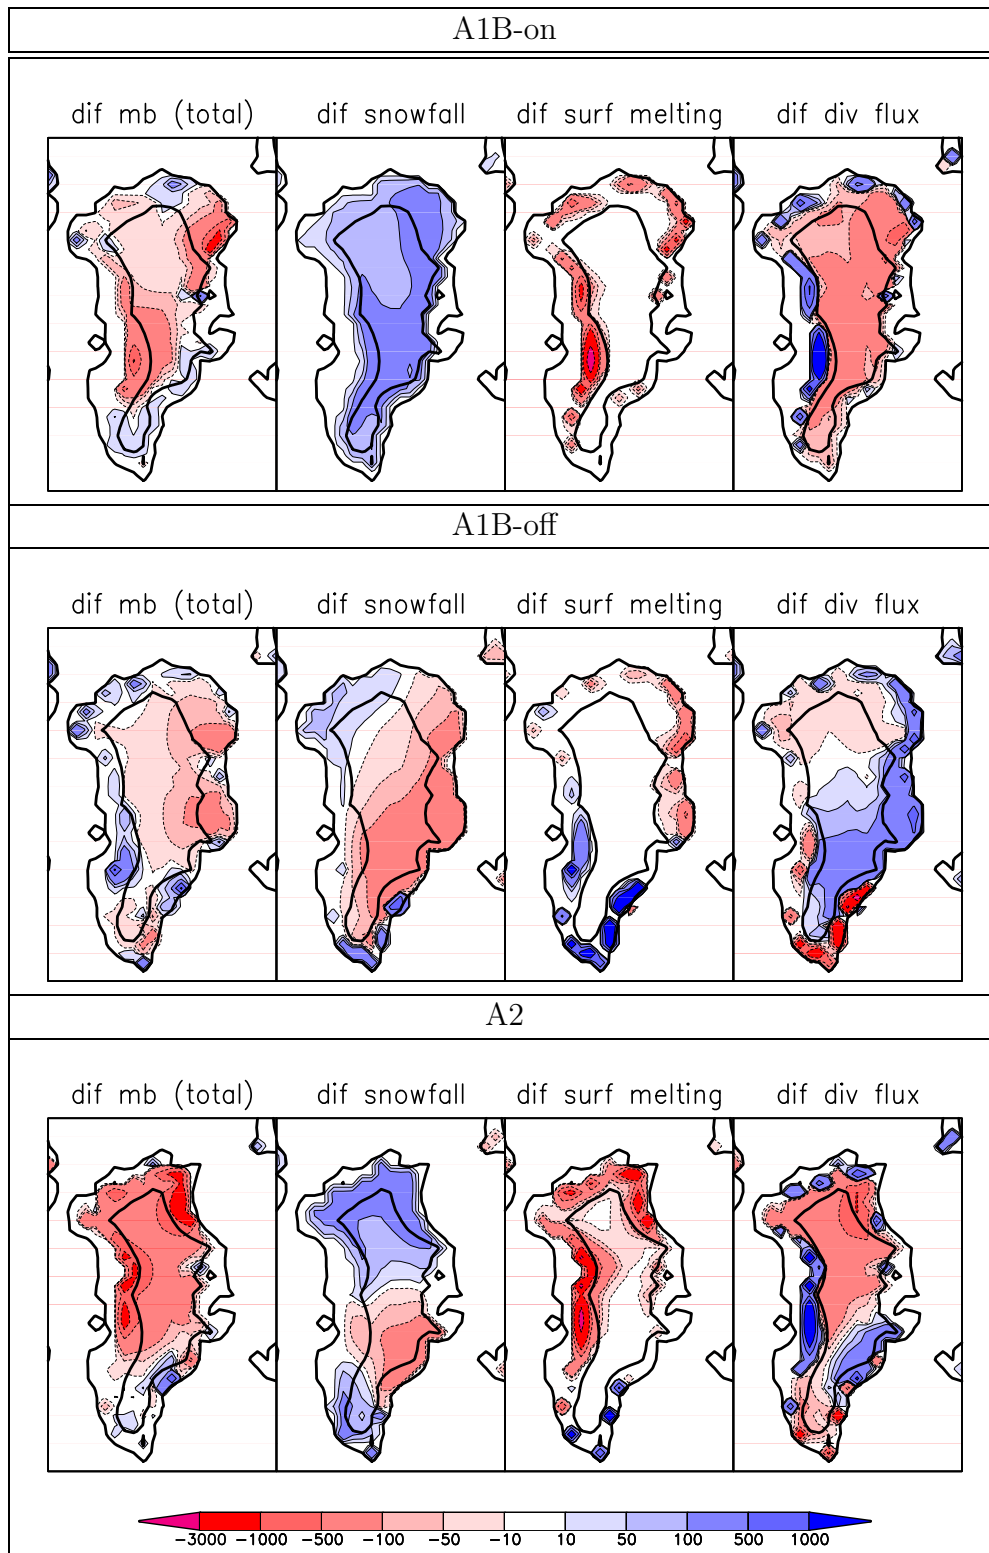 A1B-on
dif mb (total) dif snowfall dif surf melting dif div flux
A1B-off
dif mb (total) dif snowfall dif surf melting dif div flux
A2
dif mb (total) dif snowfall dif surf melting dif div flux
−3000 −1000 −500 −100 −50 −10 10 50 100 500 1000